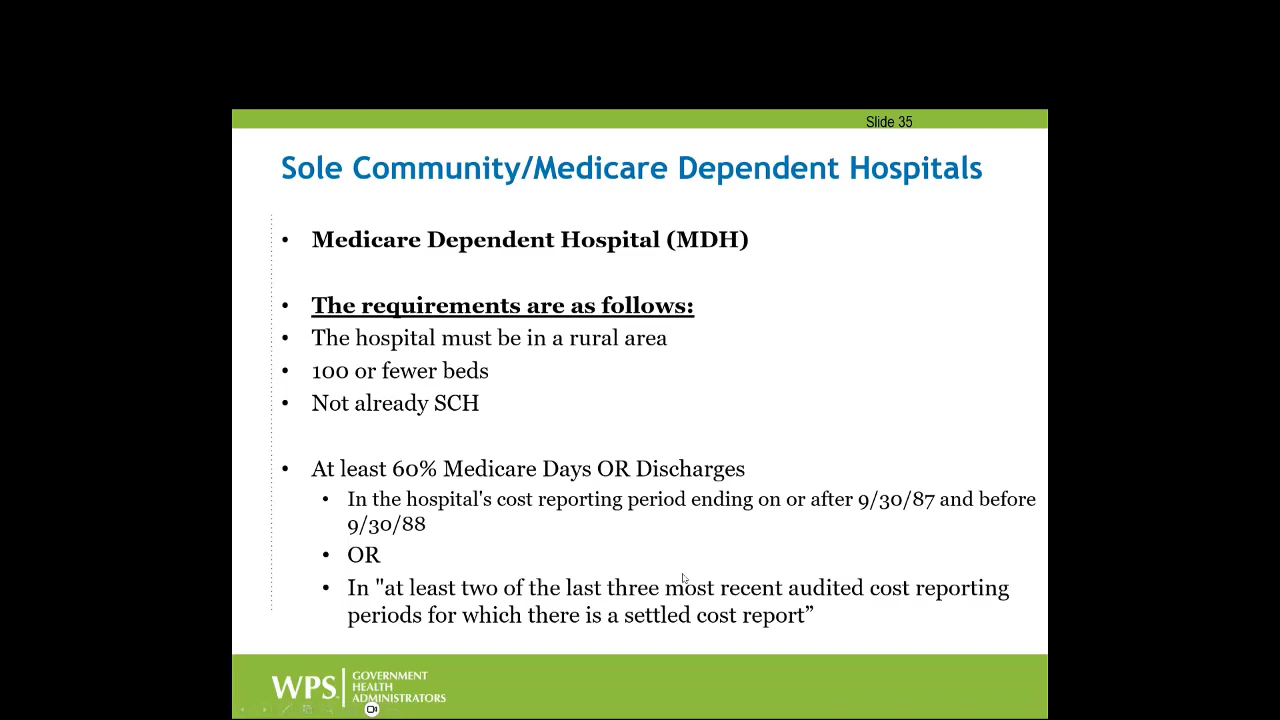 Slide 35
Sole Community/Medicare Dependent Hospitals
• Medicare Dependent Hospital (MDH)
• The requirements are as follows:
• The hospital must be in a rural area
• 100 or fewer beds
• Not already SCH
• At least 60% Medicare Days OR Discharges
• In the hospital's cost reporting period ending on or after 9/30/87 and before
9/30/88
• OR
• In "at least two of the last three most recent audited cost reporting
periods for which there is a settled cost report”
WPS
GOVERNMENT
HEALTH
ADMINISTRATORS